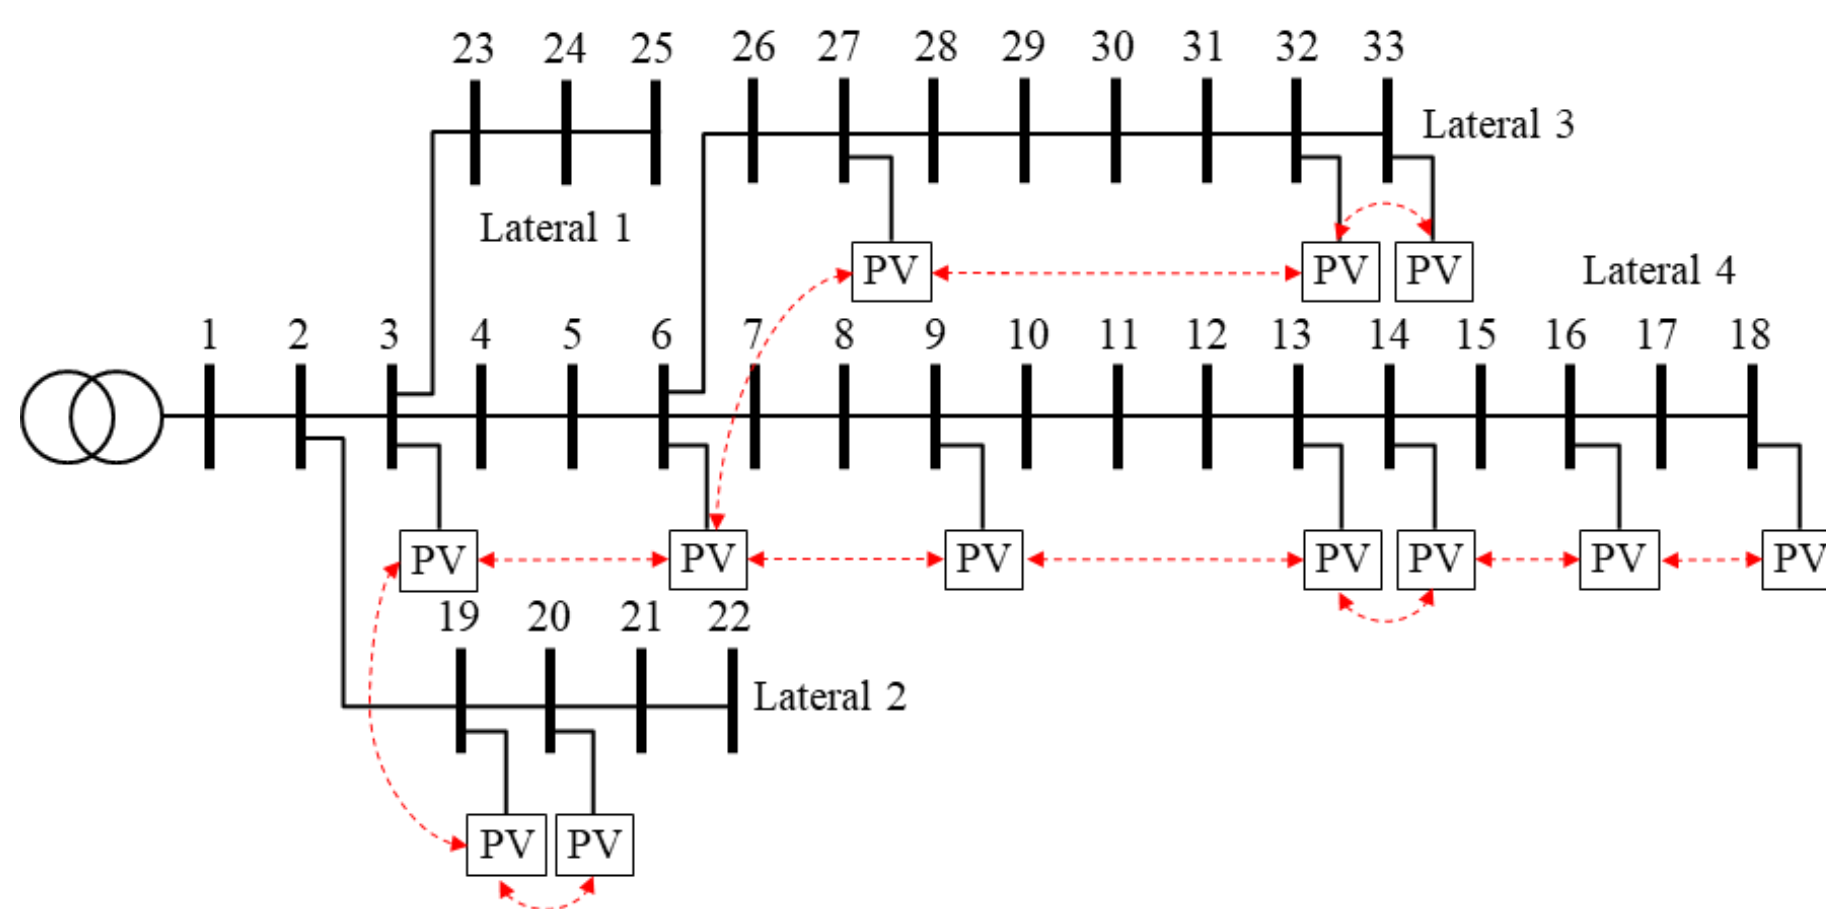 23 24 25 26 27 28 29 30 31 32 33
Lateral 3
Lateral 1
PV PV PV
Lateral 4
1 2 3 4 5 6 7 8 9 10 11 12 13 14 15 16 17 18
PV PV PV PV PV PV PV
19 20 21 22
Lateral 2
PV PV